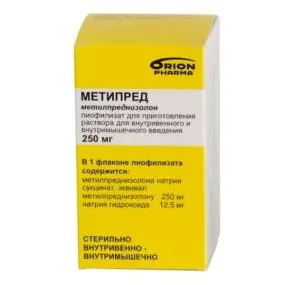 ORION
PHARMA
МЕТИПРЕД
метилпреднизолон
лиофилизат для приготовления
раствора для внутривенного и
внутримышечного введения
250 мг
В 1 флаконе лиофилизата
содержится:
метилпреднизолона натрия
сукцинат, эквивал
метилпреднизолону 250 мг
натрия гидроксида 12,5 мг
СТЕРИЛЬНО
ВНУТРИВЕННО -
ВНУТРИМЫШЕЧНО